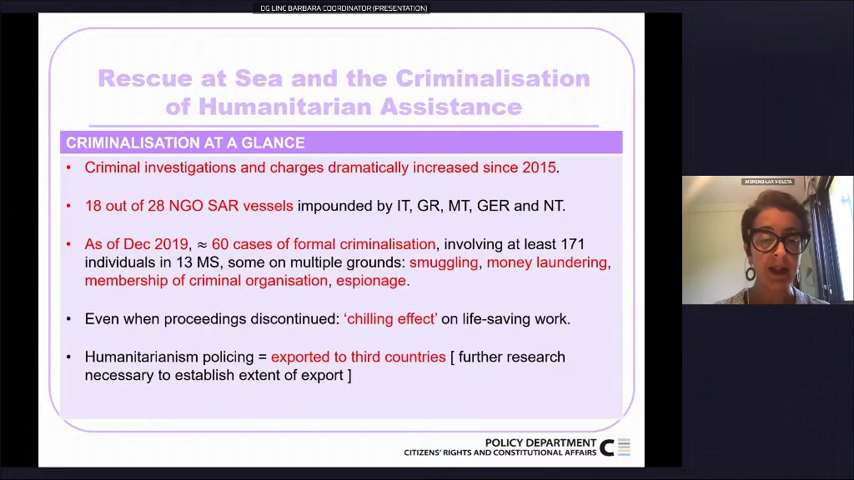 DG LINC BARBARA COORDINATOR (PRESENTATION)
Rescue at Sea and the Criminalisation
of Humanitarian Assistance
CRIMINALISATION AT A GLANCE
• Criminal investigations and charges dramatically increased since 2015.
• 18 out of 28 NGO SAR vessels impounded by IT, GR, MT, GER and NT.
• As of Dec 2019, ≈ 60 cases of formal criminalisation, involving at least 171
individuals in 13 MS, some on multiple grounds: smuggling, money laundering,
membership of criminal organisation, espionage.
• Even when proceedings discontinued: ‘chilling effect’ on life-saving work.
• Humanitarianism policing = exported to third countries [ further research
necessary to establish extent of export ]
POLICY DEPARTMENT
CITIZENS' RIGHTS AND CONSTITUTIONAL AFFAIRS
C
MORENO-LAX VIOLETA